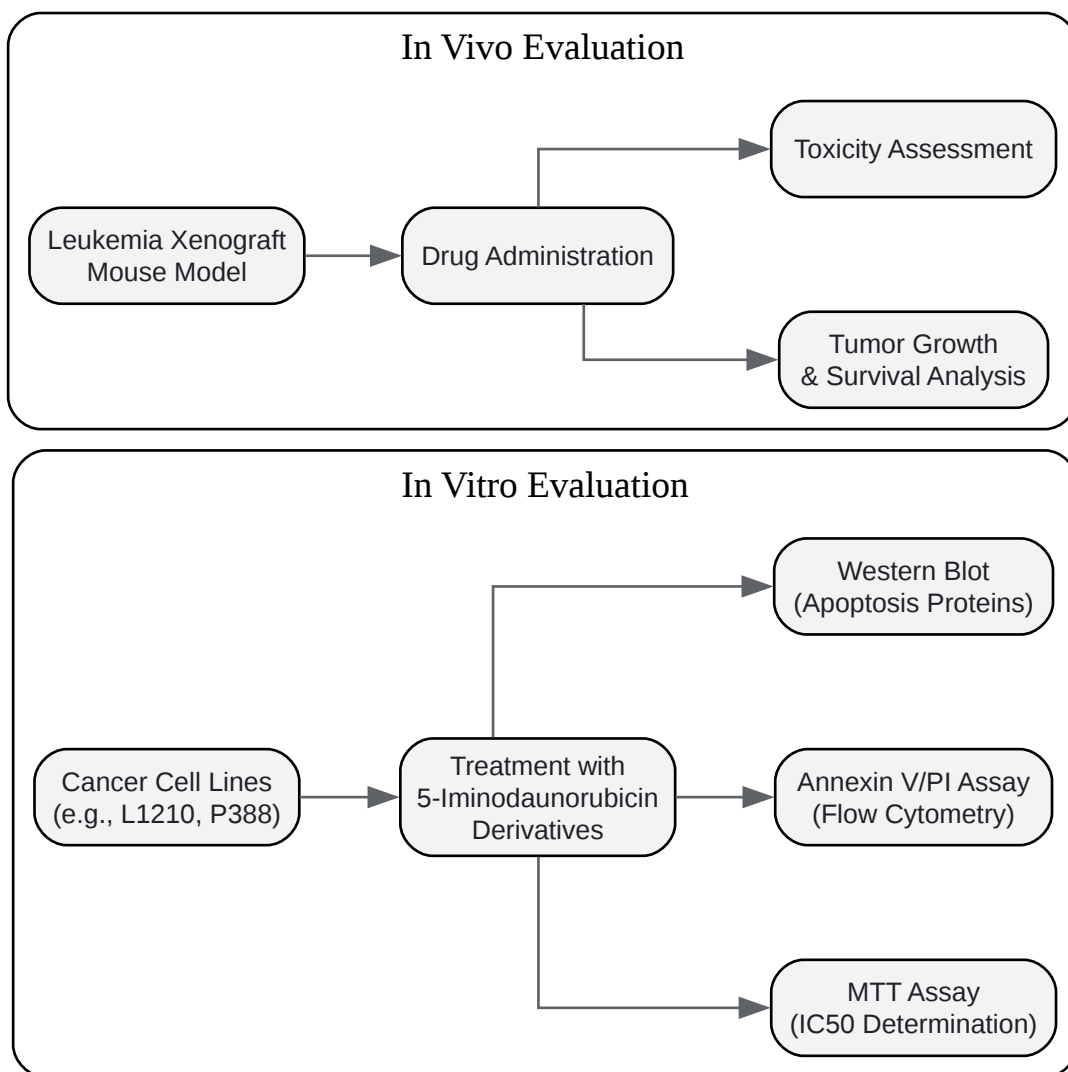 In Vivo Evaluation
Toxicity Assessment
Leukemia Xenograft
Mouse Model
Drug Administration
Tumor Growth
& Survival Analysis
In Vitro Evaluation
Western Blot
(Apoptosis Proteins)
Cancer Cell Lines
(e.g., L1210, P388)
Treatment with
5-Iminodaunorubicin
Derivatives
Annexin V/PI Assay
(Flow Cytometry)
MTT Assay
(IC50 Determination)